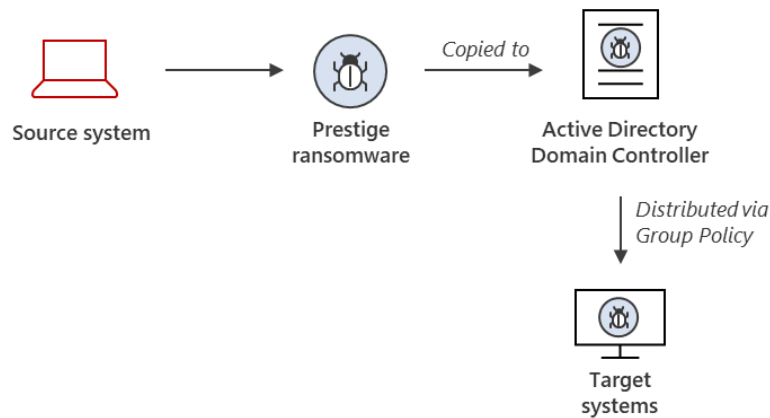 Source system
Prestige
ransomware
Copied to
Active Directory
Domain Controller
Distributed via
Group Policy
Target
systems